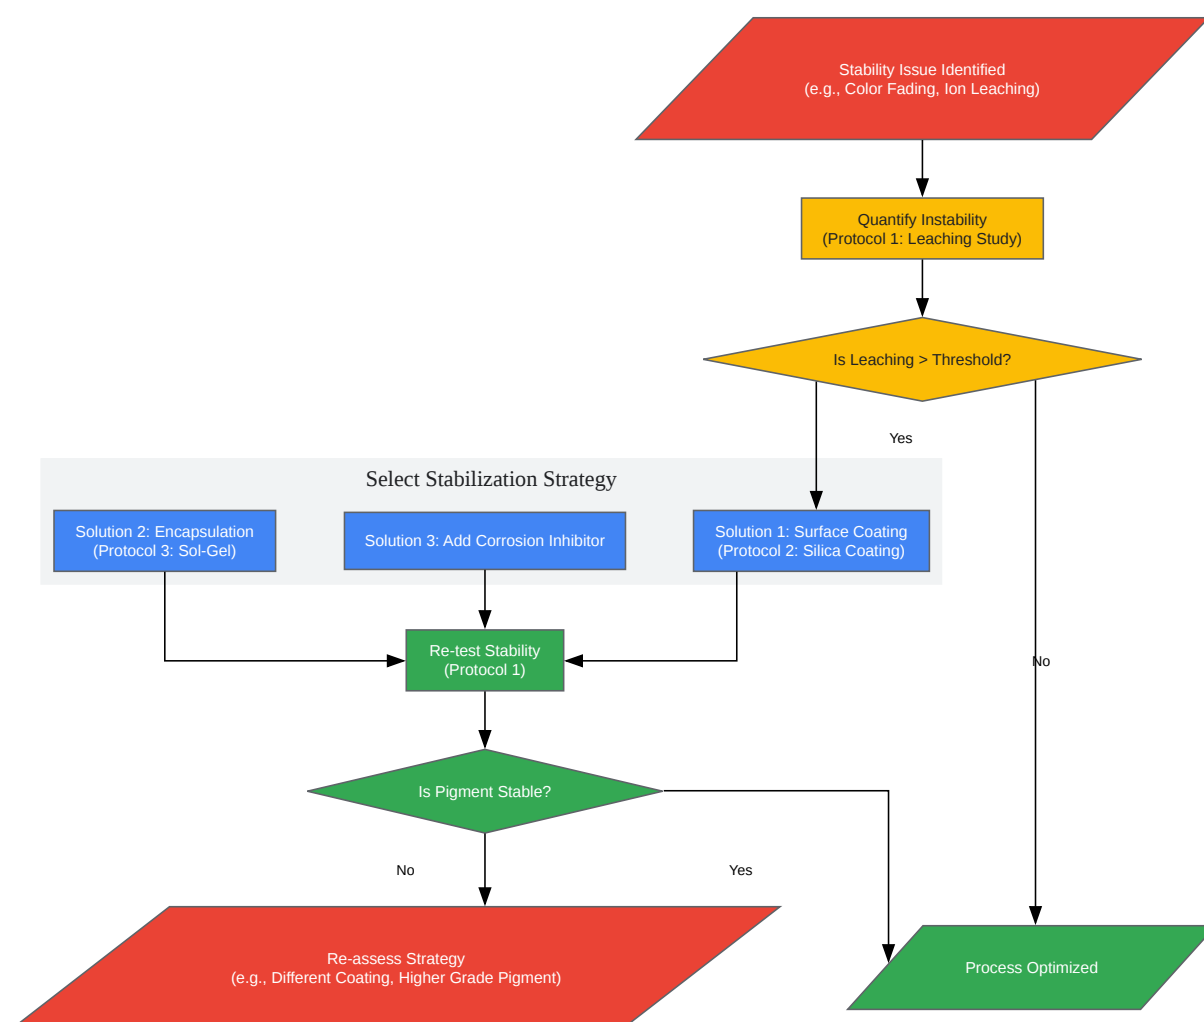 Stability Issue Identified
(e.g., Color Fading, Ion Leaching)
Quantify Instability
(Protocol 1: Leaching Study)
Is Leaching > Threshold?
Yes
Select Stabilization Strategy
Solution 2: Encapsulation
(Protocol 3: Sol-Gel)
Solution 3: Add Corrosion Inhibitor
Solution 1: Surface Coating
(Protocol 2: Silica Coating)
Re-test Stability
(Protocol 1)
No
Is Pigment Stable?
No
Yes
Re-assess Strategy
(e.g., Different Coating, Higher Grade Pigment)
Process Optimized